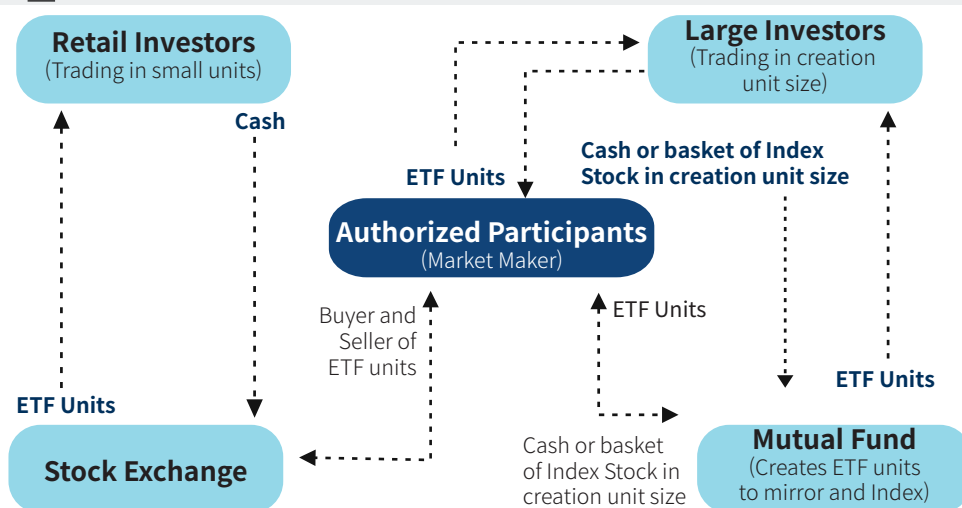 Retail Investors
(Trading in small units)
Large Investors
(Trading in creation
unit size)
Cash
ETF Units
Cash or basket of Index
Stock in creation unit size
Authorized Participants
(Market Maker)
Buyer and
Seller of
ETF units
ETF Units
ETF Units
ETF Units
Stock Exchange
Cash or basket
of Index Stock in
creation unit size
Mutual Fund
(Creates ETF units
to mirror and Index)